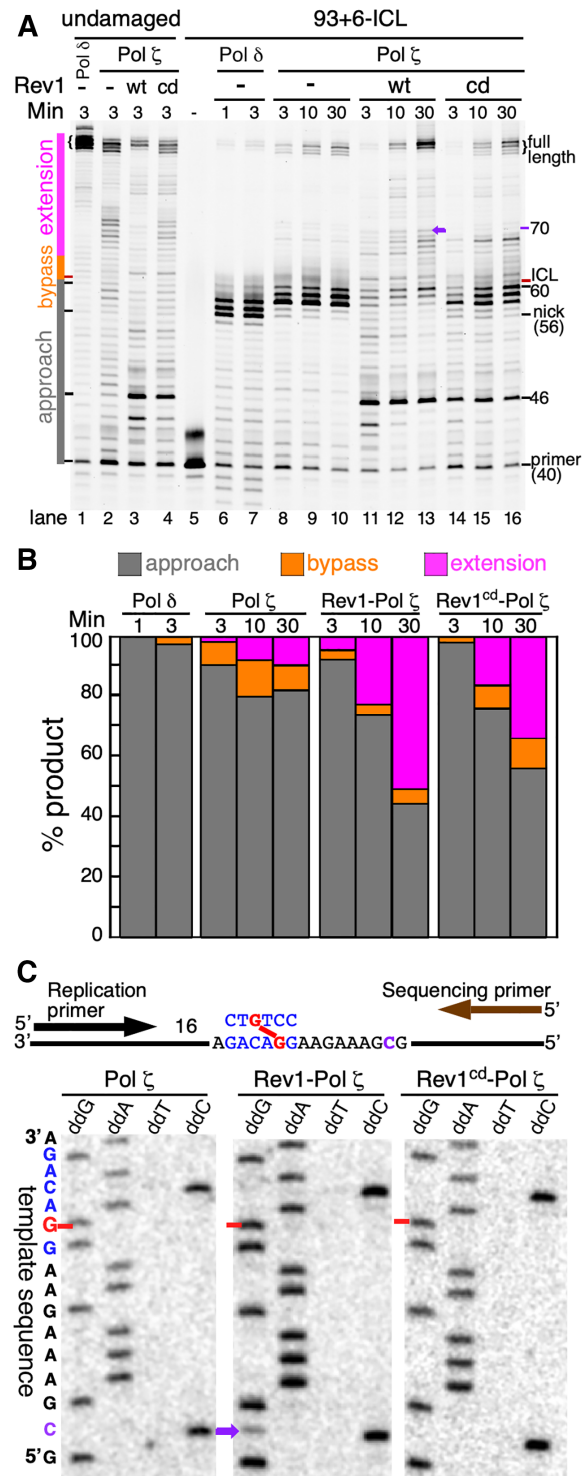 A
undamaged 93+6-ICL
Pol δ Pol ζ Pol δ Pol ζ
Rev1 - - wt cd - - wt cd
Min 3 3 3 3 - 1 3 3 10 30 3 10 30 3 10 30
extension
bypass
approach
{
} full length
70
ICL
60
nick
(56)
46
primer
(40)
lane 1 2 3 4 5 6 7 8 9 10 11 12 13 14 15 16
B
approach bypass extension
Pol δ Pol ζ Rev1-Pol ζ Rev1cd-Pol ζ
Min 1 3 3 10 30 3 10 30 3 10 30
% product
100
80
60
40
20
0
C
Replication primer
Sequencing primer
CTGTCC
5' 16 5'
3' AGACAGGAAGAAAGCG 5'
Pol ζ Rev1-Pol ζ Rev1cd-Pol ζ
ddG ddA ddT ddC ddG ddA ddT ddC ddG ddA ddT ddC
template sequence
3' A
G
A
C
A
G
G
A
A
G
A
A
A
G
C
5' G